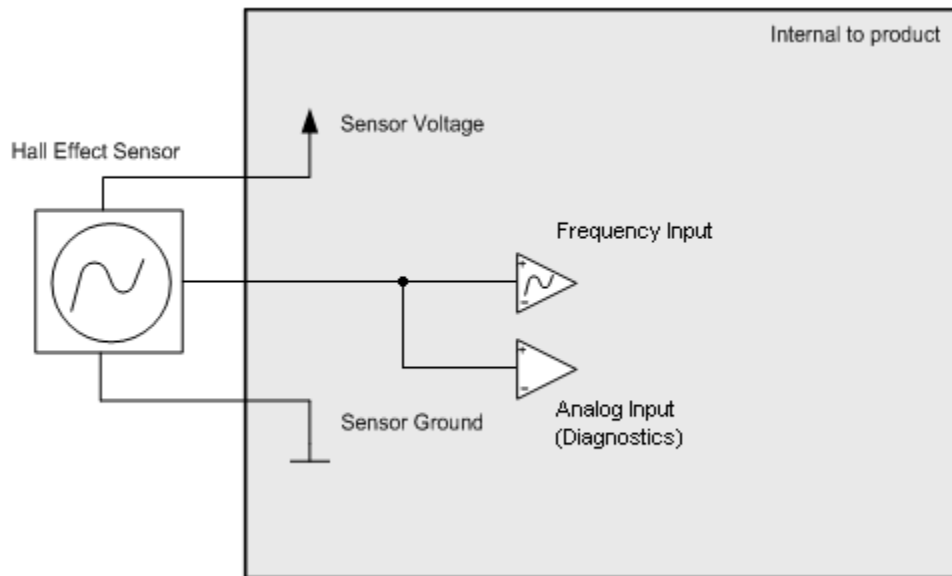 Internal to product
Sensor Voltage
Hall Effect Sensor
Frequency Input
+
-
+
-
Analog Input
(Diagnostics)
Sensor Ground